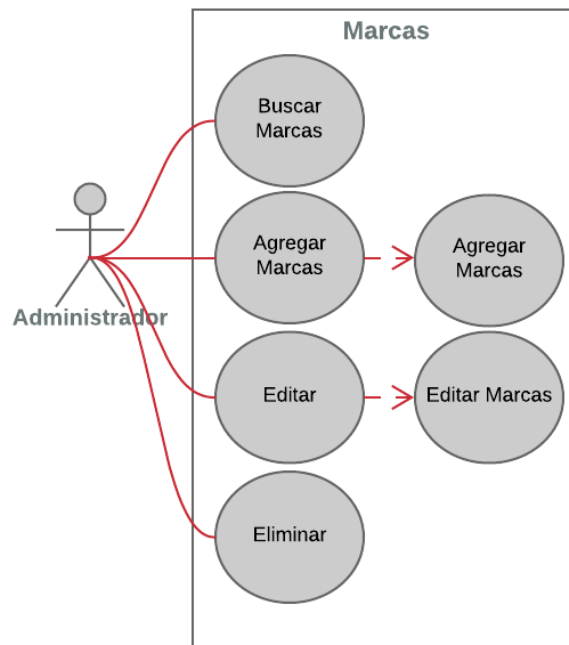 Marcas
Buscar
Marcas
Agregar
Marcas
Agregar
Marcas
Administrador
Editar
Editar Marcas
Eliminar